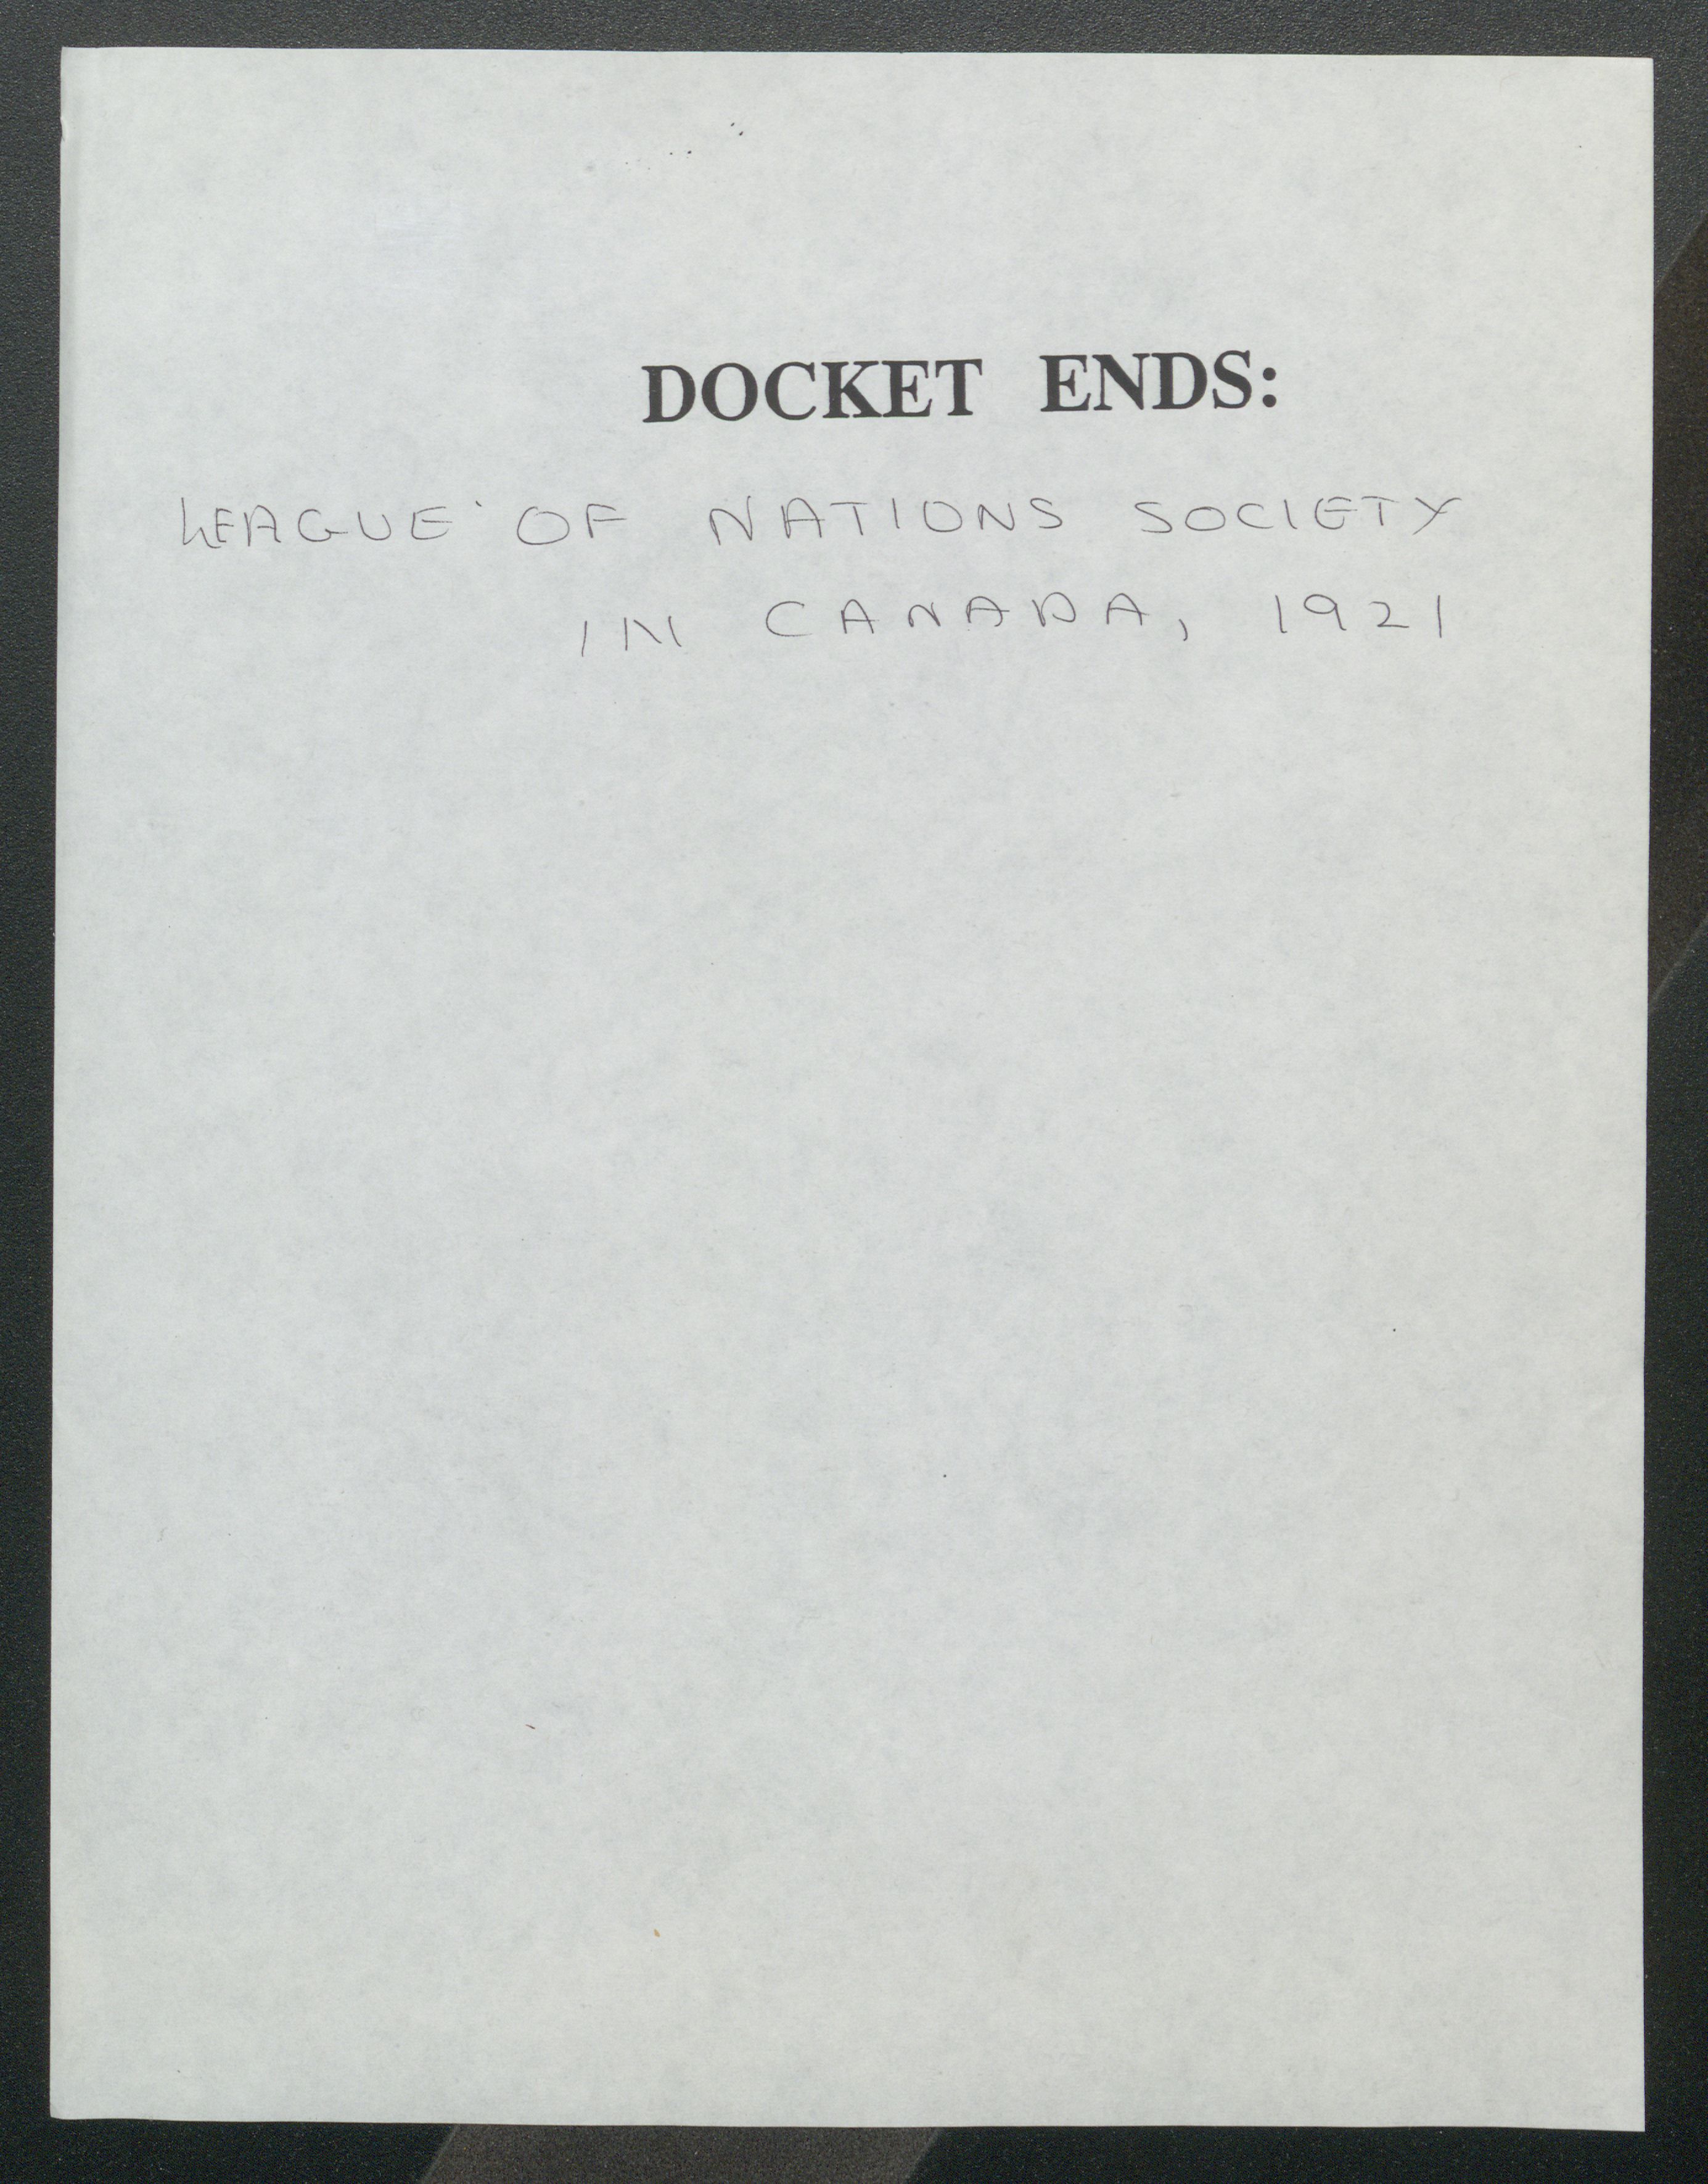 DOCKET ENDS:
LEAGUE OF NATIONS SOCIETY
IN CANADA, 1921